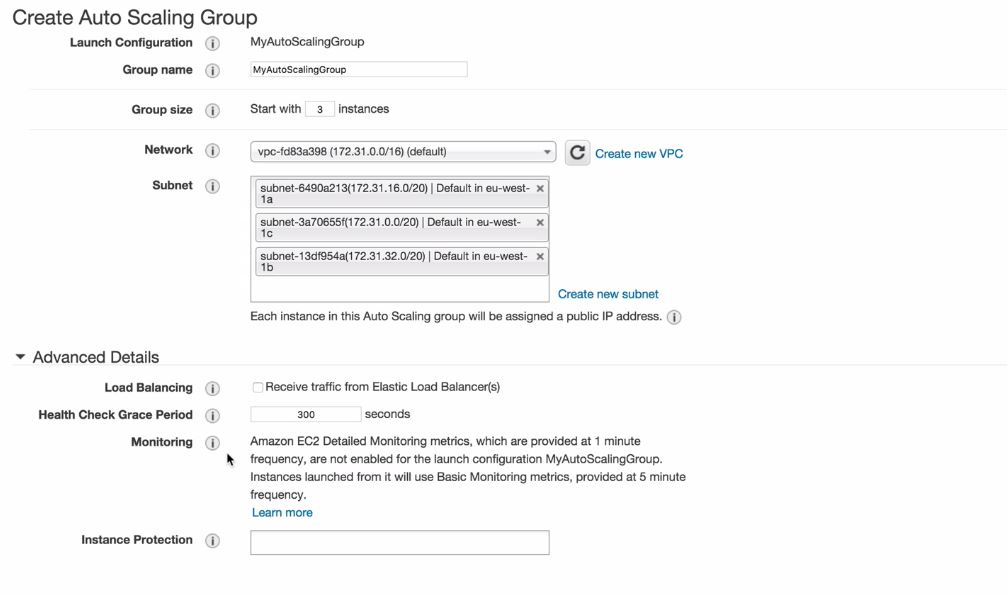 Create Auto Scaling Group
Launch Configuration i MyAutoScalingGroup
Group name i MyAutoScalingGroup
Group size i Start with 3 instances
Network i vpc-fd83a398 (172.31.0.0/16) (default) Create new VPC
Subnet i subnet-6490a213(172.31.16.0/20) | Default in eu-west-
1a
subnet-3a70655f(172.31.0.0/20) | Default in eu-west-
1c
subnet-13df954a(172.31.32.0/20) | Default in eu-west-
1b
Create new subnet
Each instance in this Auto Scaling group will be assigned a public IP address. i
Advanced Details
Load Balancing i Receive traffic from Elastic Load Balancer(s)
Health Check Grace Period i 300 seconds
Monitoring i Amazon EC2 Detailed Monitoring metrics, which are provided at 1 minute
frequency, are not enabled for the launch configuration MyAutoScalingGroup.
Instances launched from it will use Basic Monitoring metrics, provided at 5 minute
frequency.
Learn more
Instance Protection i